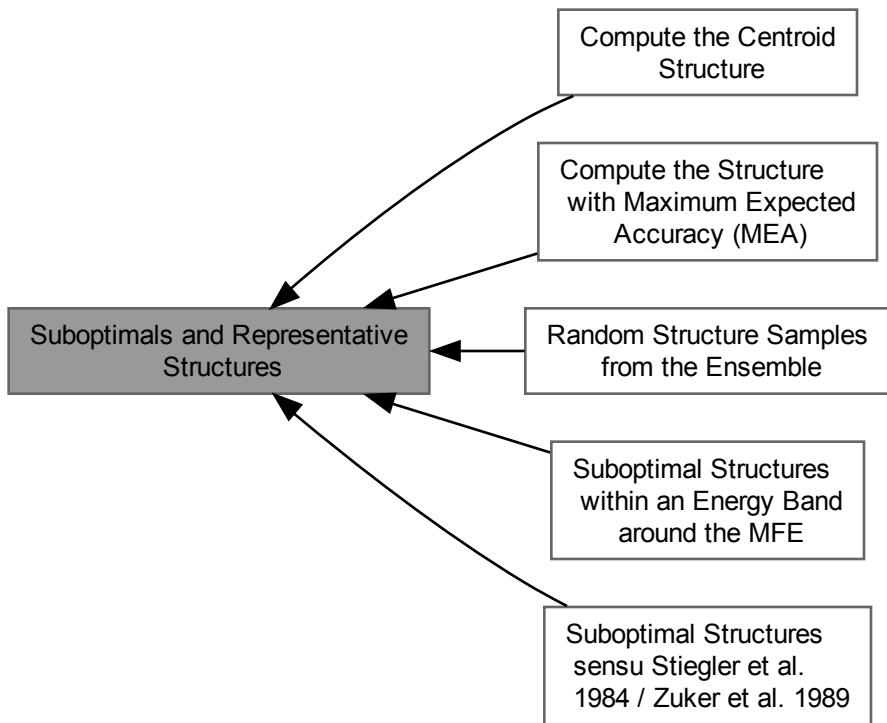 Compute the Centroid
Structure
Compute the Structure
with Maximum Expected
Accuracy (MEA)
Suboptimals and Representative
Structures
Random Structure Samples
from the Ensemble
Suboptimal Structures
within an Energy Band
around the MFE
Suboptimal Structures
sensu Stiegler et al.
1984 / Zuker et al. 1989